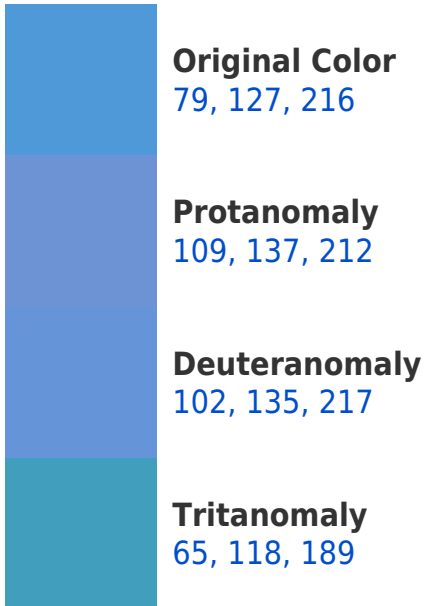 Original Color
79, 127, 216
Protanomaly
109, 137, 212
Deuteranomaly
102, 135, 217
Tritanomaly
65, 118, 189